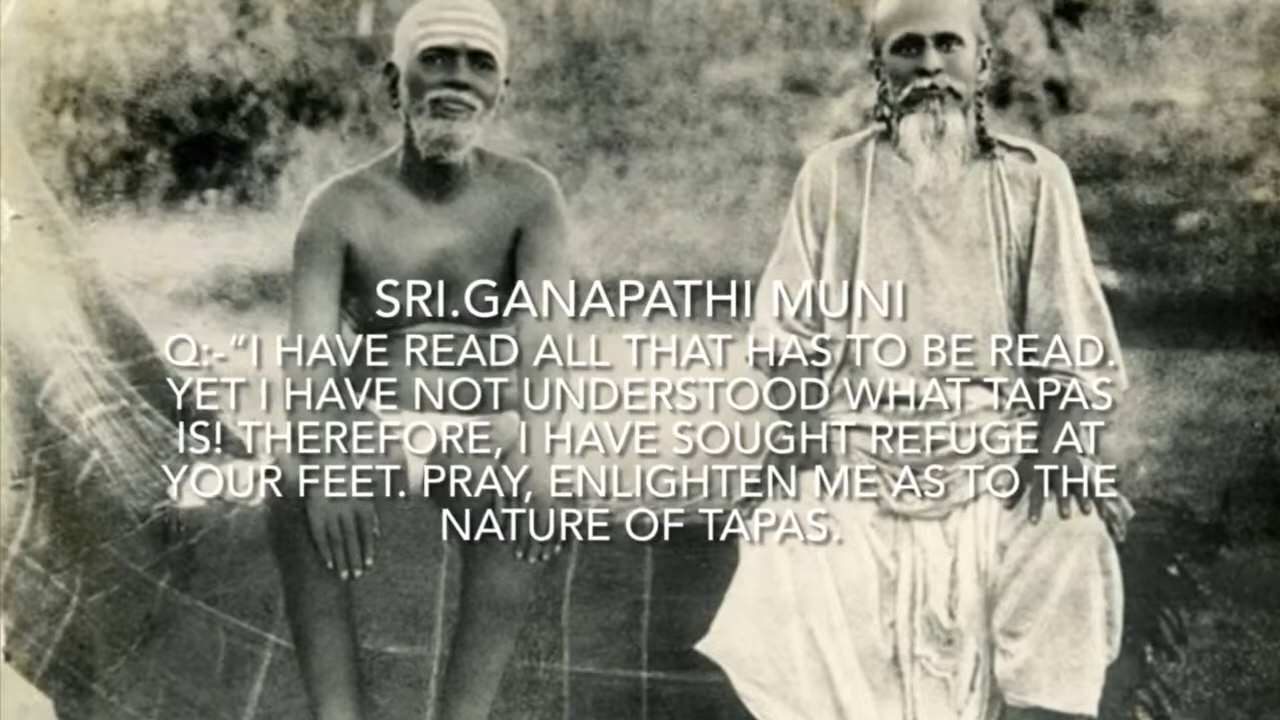 SRI.GANAPATHI MUNI
Q:-“I HAVE READ ALL THAT HAS TO BE READ.
YET I HAVE NOT UNDERSTOOD WHAT TAPAS
IS! THEREFORE, I HAVE SOUGHT REFUGE AT
YOUR FEET. PRAY, ENLIGHTEN ME AS TO THE
NATURE OF TAPAS.